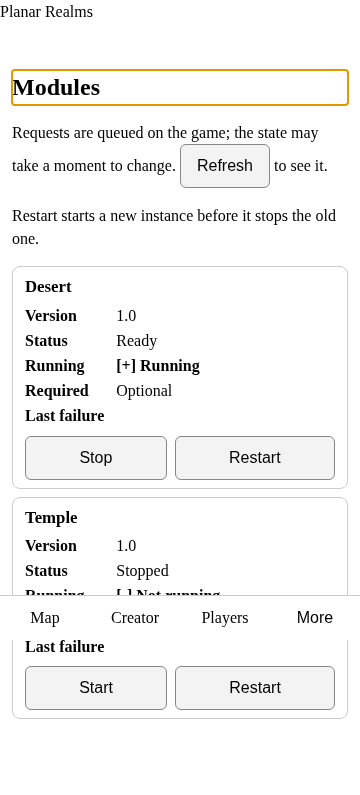 Planar Realms
Modules
Requests are queued on the game; the state may
take a moment to change. Refresh to see it.
Restart starts a new instance before it stops the old
one.
Desert
Version 1.0
Status Ready
Running [+] Running
Required Optional
Last failure
Stop Restart
Temple
Version 1.0
Status Stopped
Running [-] Not running
Map Creator Players More
Last failure
Start Restart